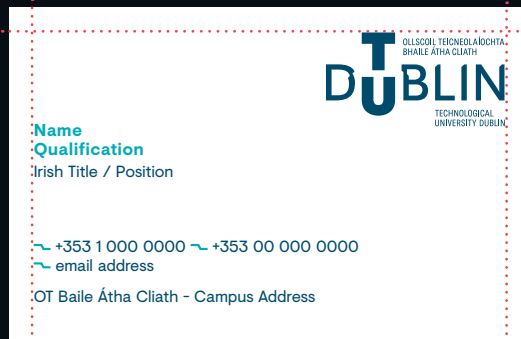 OLLSCOIL TEICNEOLAÍOCHTA
BHAILE ÁTHA CLIATH
TU DUBLIN
TECHNOLOGICAL
UNIVERSITY DUBLIN
Name
Qualification
Irish Title / Position
+353 1 000 0000 +353 00 000 0000
email address
OT Baile Átha Cliath - Campus Address